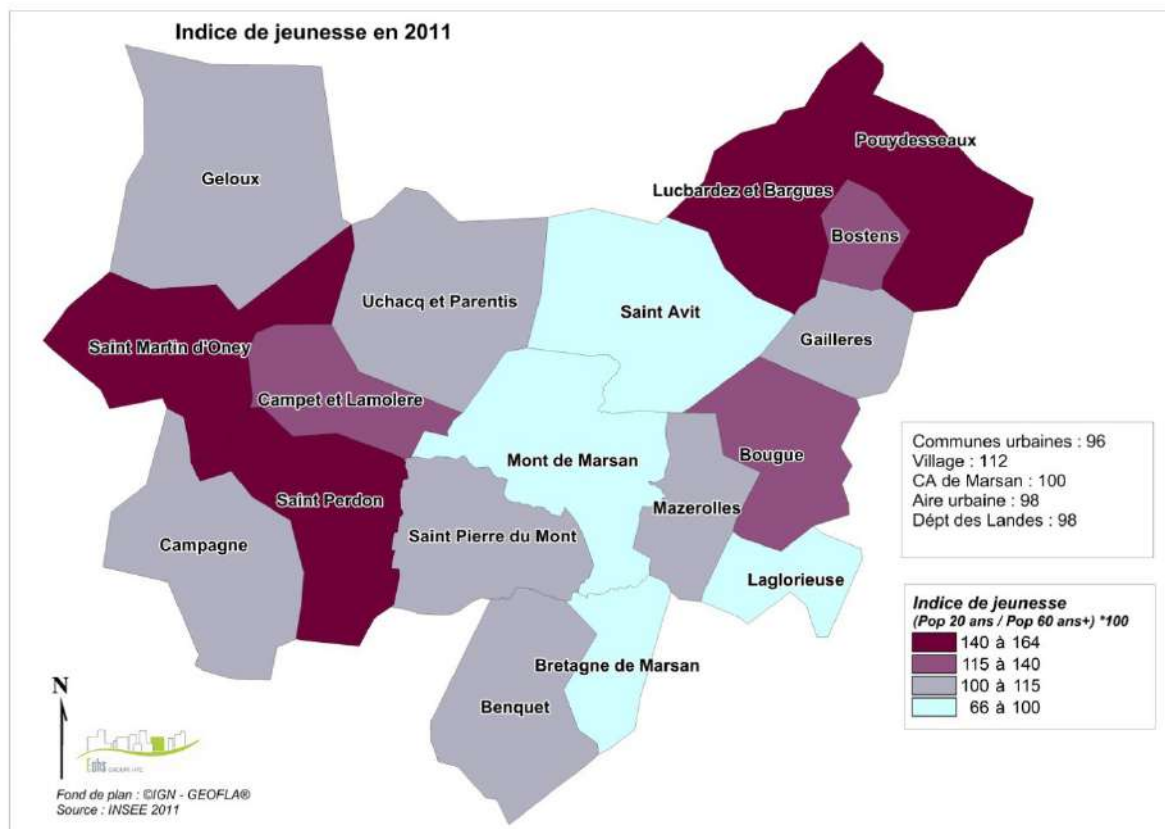 Indice de jeunesse en 2011
Pouydesseaux
Geloux
Lucbardez et Bargues
Bostens
Uchacq et Parentis
Saint Avit
Gailleres
Saint Martin d'Oney
Campet et Lamolere
Mont de Marsan
Bougue
Saint Perdon
Mazerolles
Saint Pierre du Mont
Campagne
Laglorieuse
Bretagne de Marsan
Benquet
Communes urbaines : 96
Village : 112
CA de Marsan : 100
Aire urbaine : 98
Dépt des Landes : 98
Indice de jeunesse
(Pop 20 ans / Pop 60 ans+) *100
140 à 164
115 à 140
100 à 115
66 à 100
N
Fond de plan : ©IGN - GEOFLA®
Source : INSEE 2011